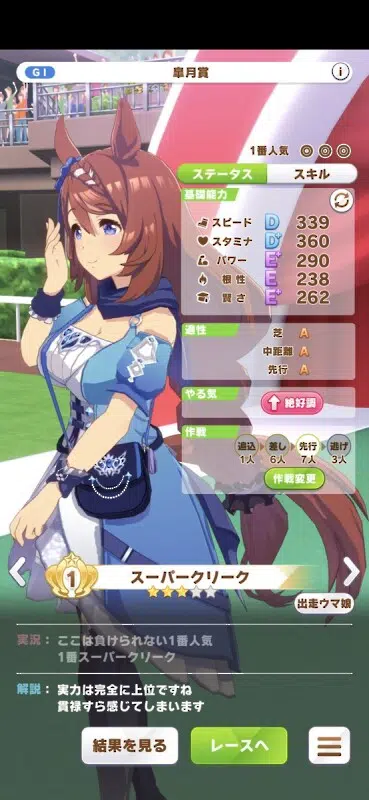 GI
皐月賞
i
1番人気 ◎ ◎ ◎
ステータス
スキル
基礎能力
スピード D 339
スタミナ D+ 360
パワー E+ 290
根性 E 238
賢さ E+ 262
適性
芝 A
中距離 A
先行 A
やる気
絶好調
作戦
追込 差し 先行 逃げ
1人 6人 7人 3人
作戦変更
1
スーパークリーク
出走ウマ娘
実況： ここは負けられない1番人気
1番スーパークリーク
解説： 実力は完全に上位ですね
貫禄すら感じてしまいます
結果を見る
レースへ